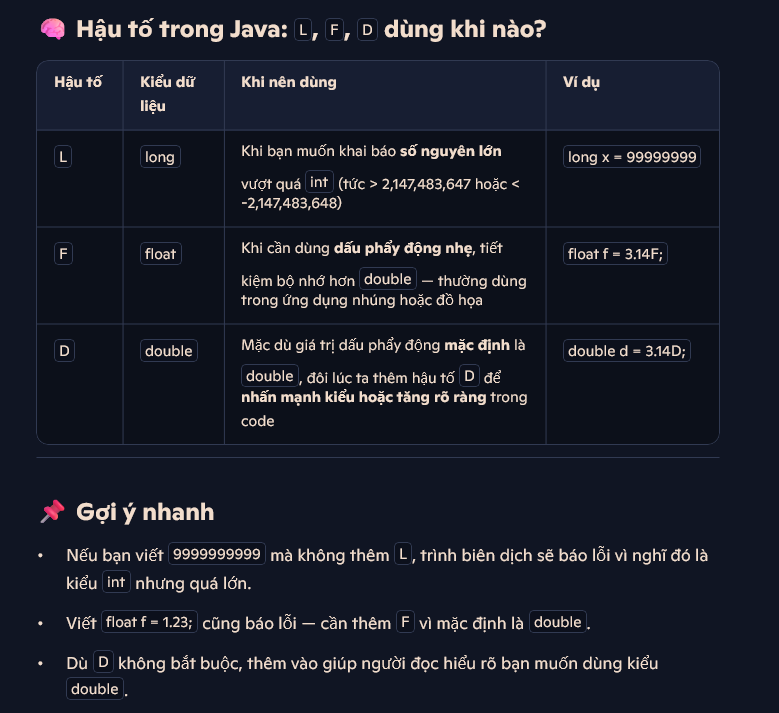 🧠 Hậu tố trong Java: L, F, D dùng khi nào?
Hậu tố
Kiểu dữ
liệu
Khi nên dùng
Ví dụ
L
long
Khi bạn muốn khai báo số nguyên lớn
vượt quá int (tức > 2,147,483,647 hoặc <
-2,147,483,648)
long x = 99999999
F
float
Khi cần dùng dấu phẩy động nhẹ, tiết
kiệm bộ nhớ hơn double — thường dùng
trong ứng dụng nhúng hoặc đồ họa
float f = 3.14F;
D
double
Mặc dù giá trị dấu phẩy động mặc định là
double, đôi lúc ta thêm hậu tố D để
nhấn mạnh kiểu hoặc tăng rõ ràng trong
code
double d = 3.14D;
📌 Gợi ý nhanh
• Nếu bạn viết 9999999999 mà không thêm L, trình biên dịch sẽ báo lỗi vì nghĩ đó là
kiểu int nhưng quá lớn.
• Viết float f = 1.23; cũng báo lỗi — cần thêm F vì mặc định là double.
• Dù D không bắt buộc, thêm vào giúp người đọc hiểu rõ bạn muốn dùng kiểu
double.